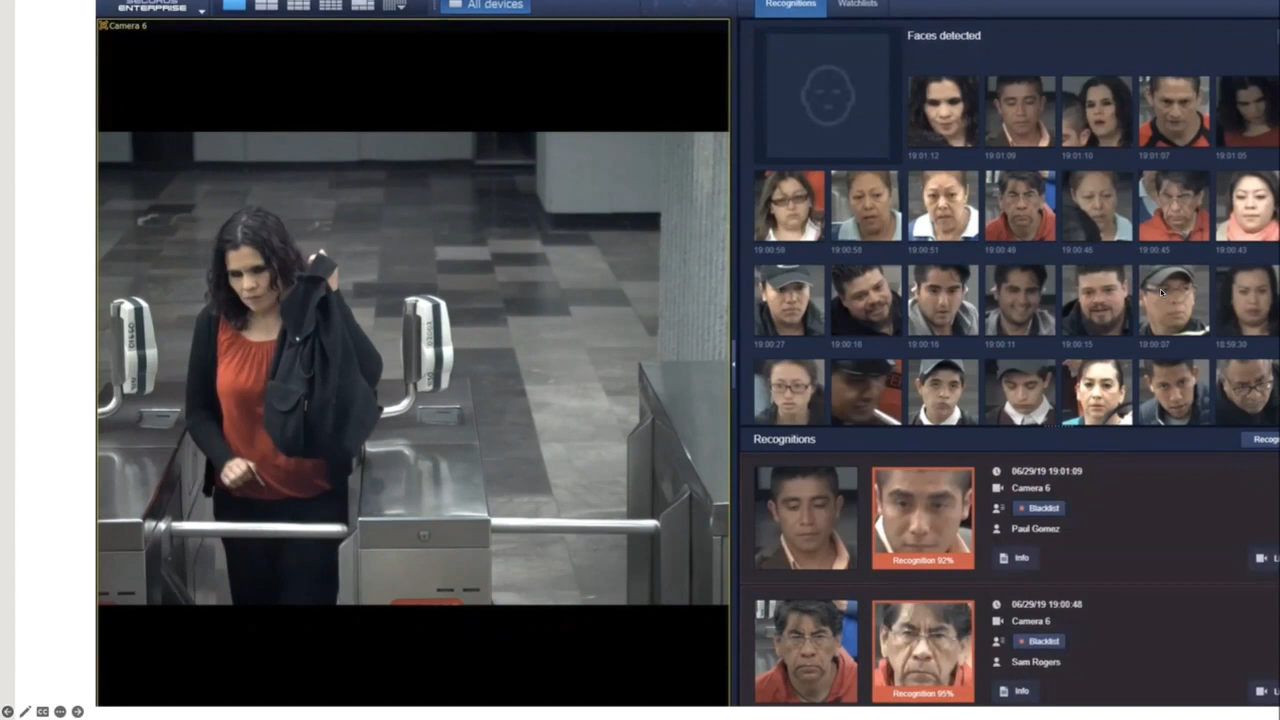 ENTERPRISE
All devices
Recognitions
Watchlists
Camera 6
Faces detected
19:01:12
19:01:09
19:01:10
19:01:07
19:01:05
19:00:59
19:00:58
19:00:51
19:00:49
19:00:46
19:00:45
19:00:43
19:00:27
19:00:16
19:00:16
19:00:11
19:00:15
19:00:07
18:59:30
Recognitions
Recog
06/29/19 19:01:09
Camera 6
Blacklist
Paul Gomez
Recognition 92%
Info
06/29/19 19:00:48
Camera 6
Blacklist
Sam Rogers
Recognition 95%
Info
CC